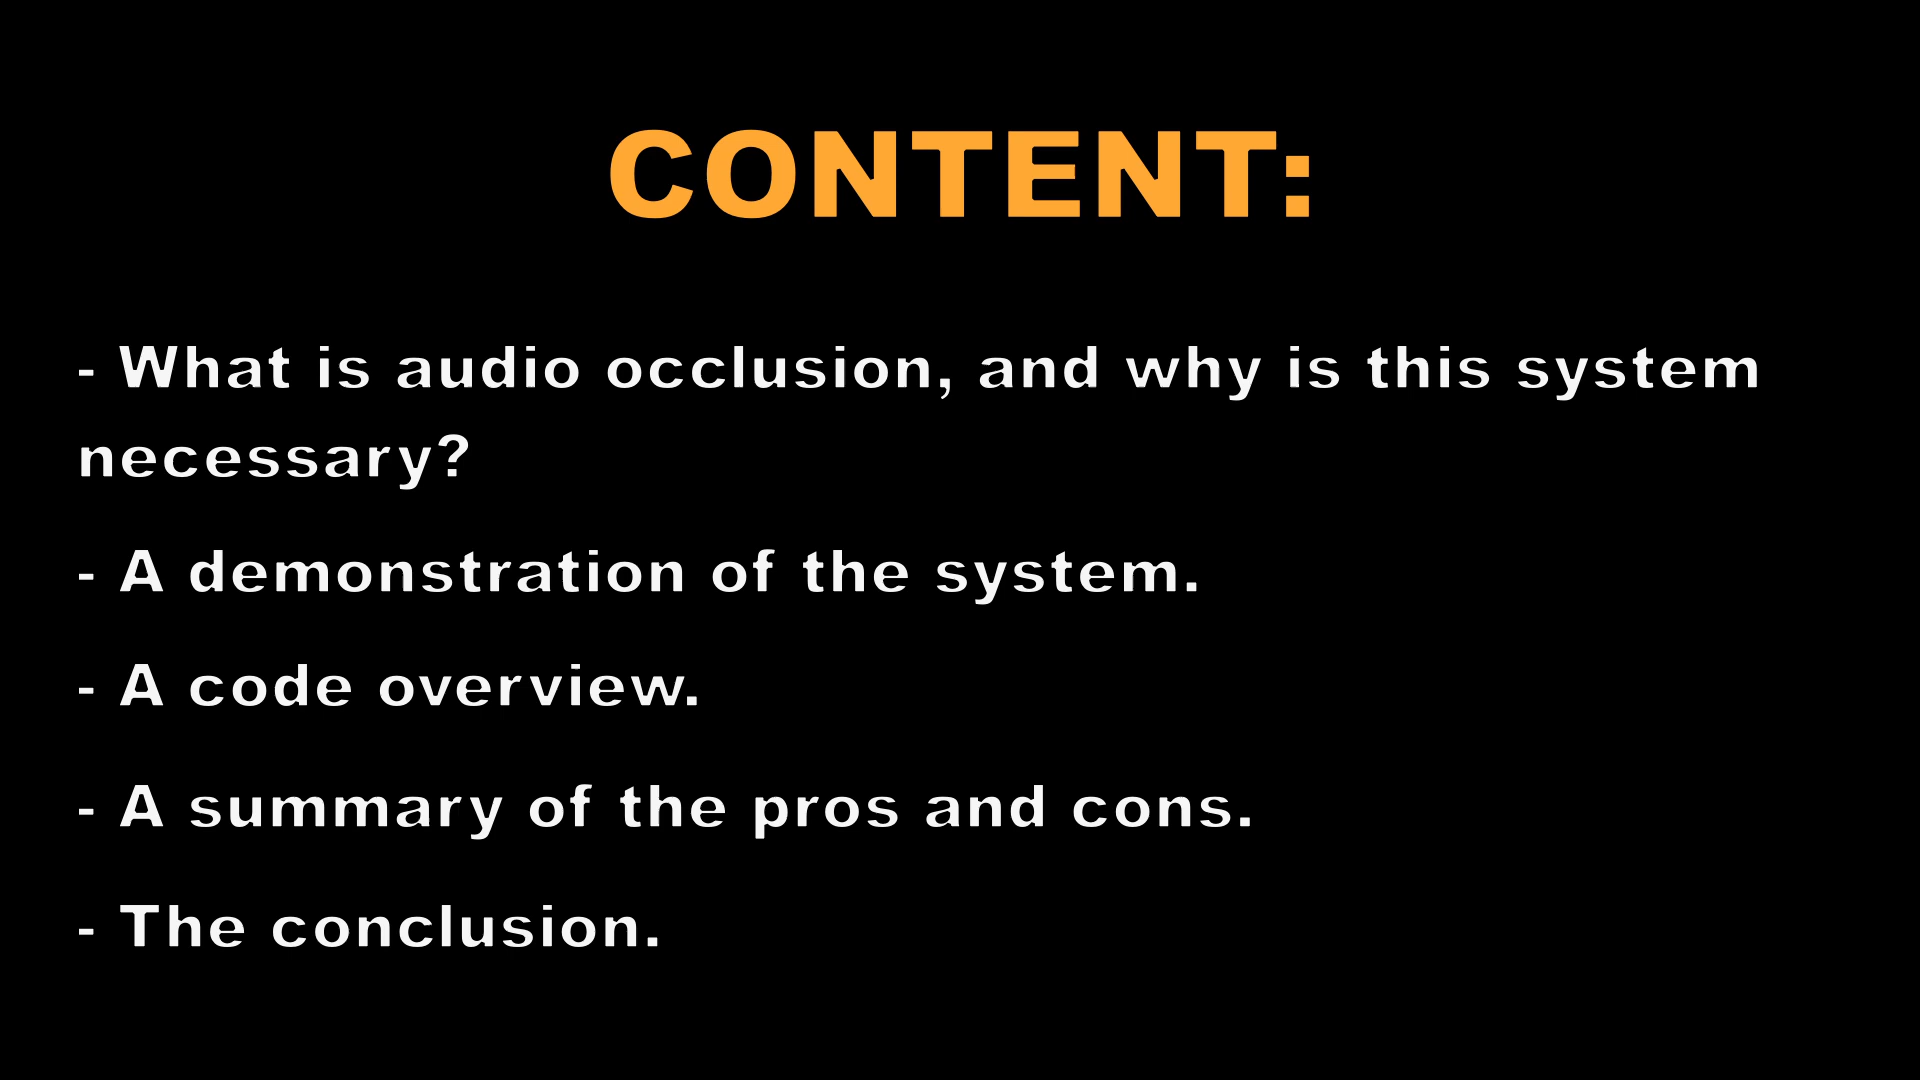 CONTENT:
- What is audio occlusion, and why is this system
necessary?
- A demonstration of the system.
- A code overview.
- A summary of the pros and cons.
- The conclusion.